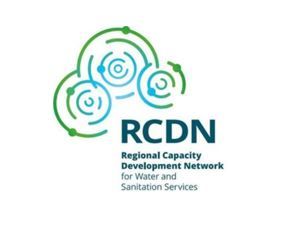 RCDN
Regional Capacity
Development Network
for Water and
Sanitation Services